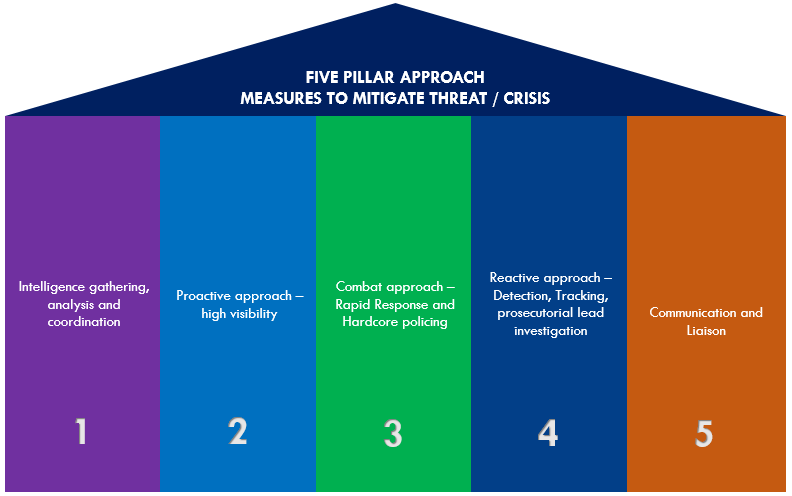 FIVE PILLAR APPROACH
MEASURES TO MITIGATE THREAT / CRISIS
Intelligence gathering,
analysis and
coordination
1
Proactive approach –
high visibility
2
Combat approach –
Rapid Response and
Hardcore policing
3
Reactive approach –
Detection, Tracking,
prosecutorial lead
investigation
4
Communication and
Liaison
5